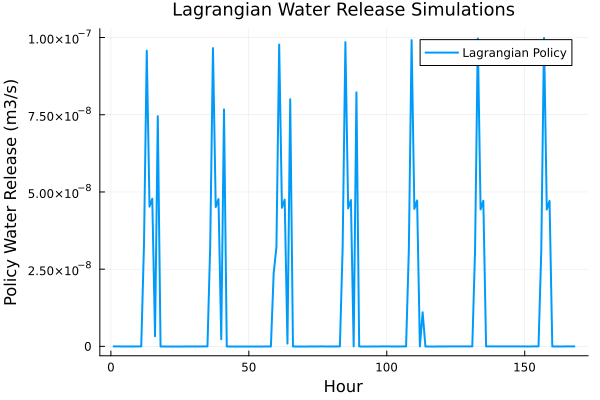 Lagrangian Water Release Simulations
Policy Water Release (m3/s)
1.00×10⁻⁷
7.50×10⁻⁸
5.00×10⁻⁸
2.50×10⁻⁸
0
Lagrangian Policy
0 50 100 150
Hour